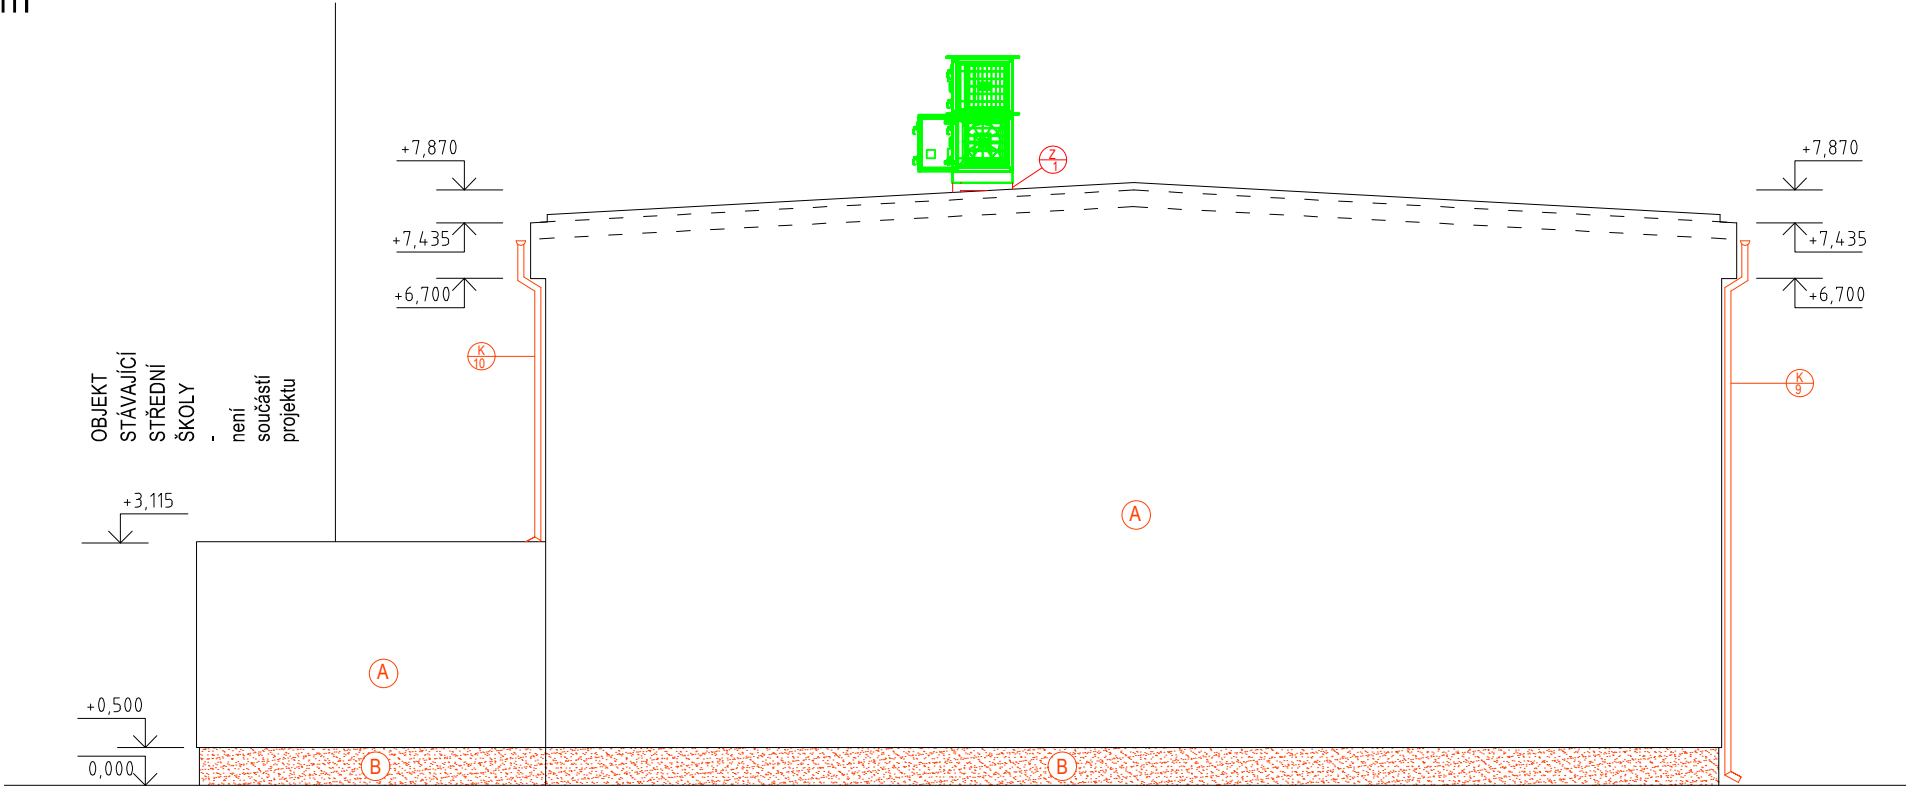 +7,870
Z
1
+7,870
+7,435
+7,435
+6,700
+6,700
K
10
K
9
OBJEKT
STÁVAJÍCÍ
STŘEDNÍ
ŠKOLY
-
není
součástí
projektu
+3,115
A
A
+0,500
0,000
B
B